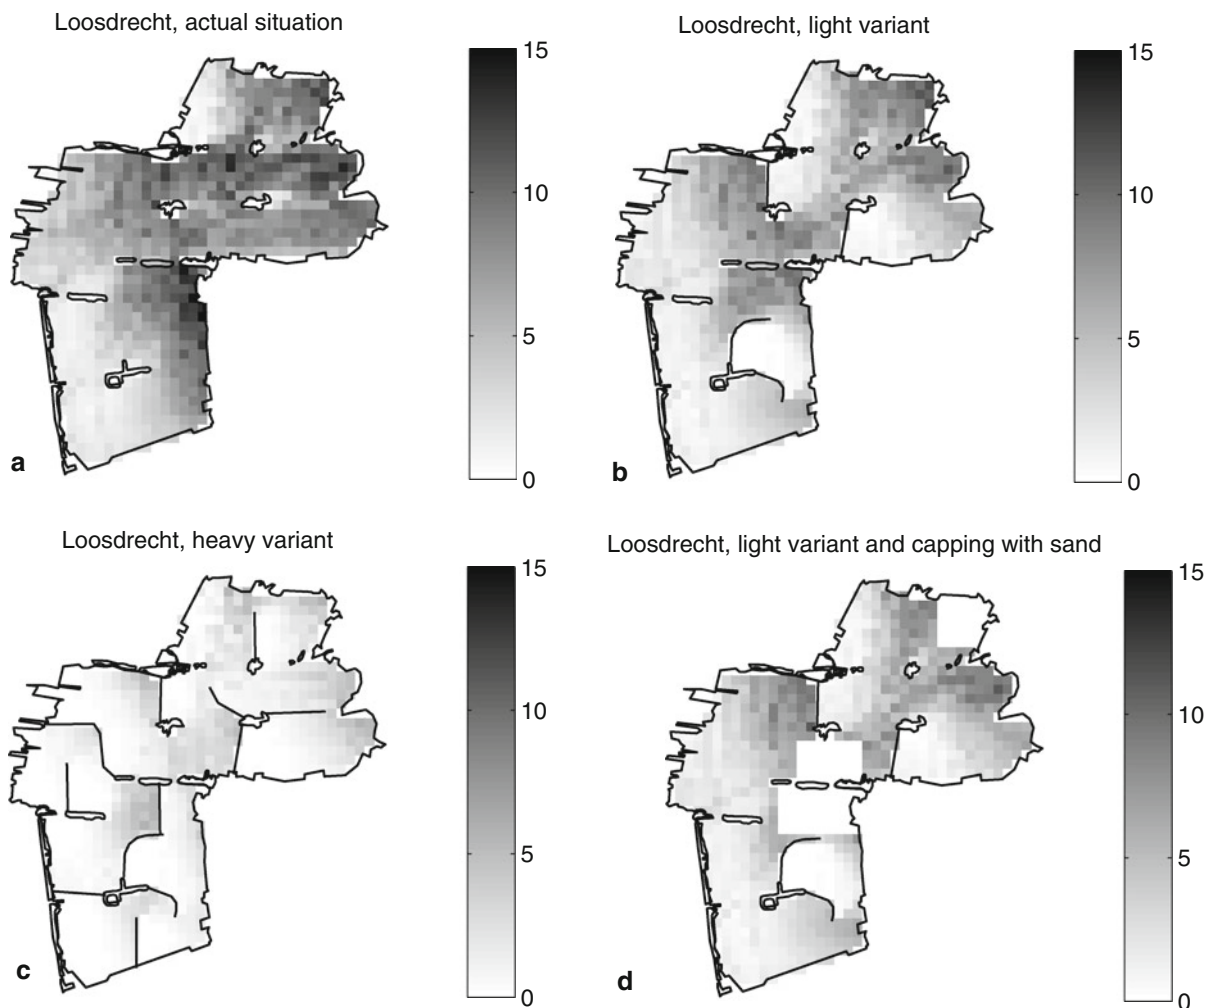 Loosdrecht, actual situation
15
10
5
0
a
Loosdrecht, light variant
15
10
5
0
b
Loosdrecht, heavy variant
15
10
5
0
c
Loosdrecht, light variant and capping with sand
15
10
5
0
d